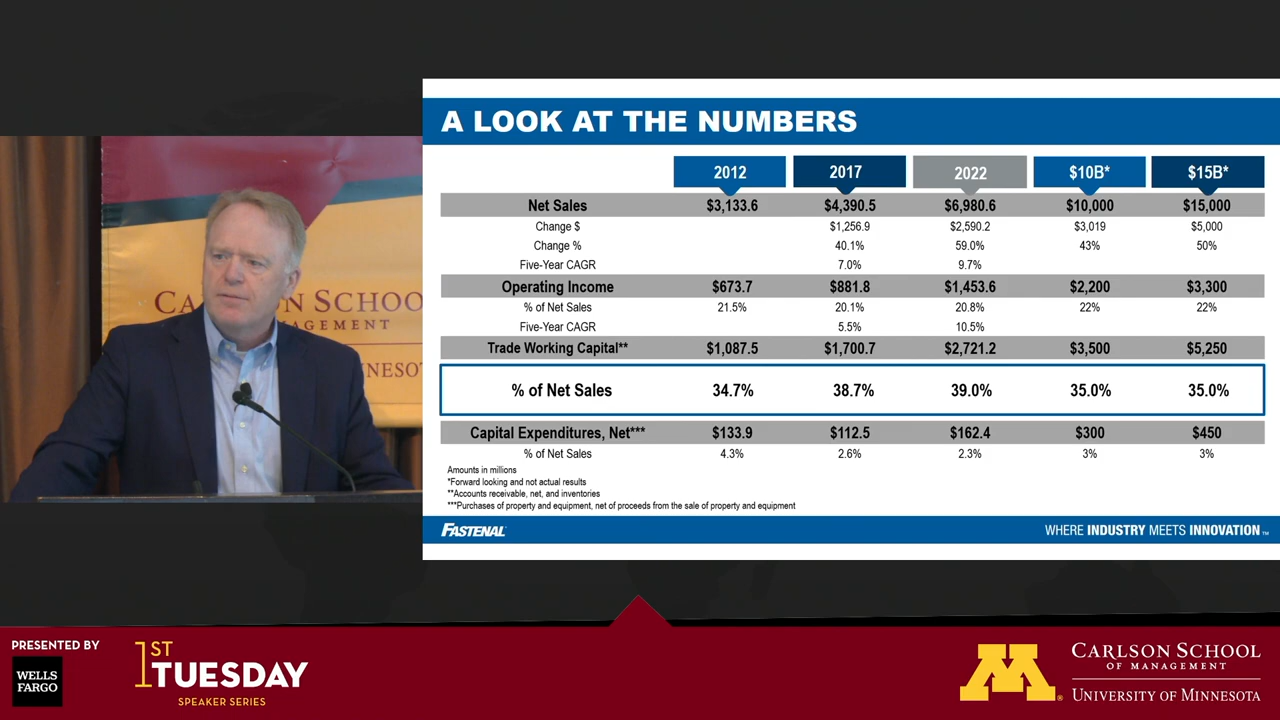 CARLSON SCHOO
MANAGEMENT
A LOOK AT THE NUMBERS
2012 2017 2022 $10B* $15B*
Net Sales $3,133.6 $4,390.5 $6,980.6 $10,000 $15,000
Change $ $1,256.9 $2,590.2 $3,019 $5,000
Change % 40.1% 59.0% 43% 50%
Five-Year CAGR 7.0% 9.7%
Operating Income $673.7 $881.8 $1,453.6 $2,200 $3,300
% of Net Sales 21.5% 20.1% 20.8% 22% 22%
Five-Year CAGR 5.5% 10.5%
Trade Working Capital** $1,087.5 $1,700.7 $2,721.2 $3,500 $5,250
% of Net Sales 34.7% 38.7% 39.0% 35.0% 35.0%
Capital Expenditures, Net*** $133.9 $112.5 $162.4 $300 $450
% of Net Sales 4.3% 2.6% 2.3% 3% 3%
Amounts in millions
*Forward looking and not actual results
**Accounts receivable, net, and inventories
***Purchases of property and equipment, net of proceeds from the sale of property and equipment
FASTENAL WHERE INDUSTRY MEETS INNOVATION™
PRESENTED BY
WELLS
FARGO
1ST
TUESDAY
SPEAKER SERIES
M®
CARLSON SCHOOL
OF MANAGEMENT
UNIVERSITY OF MINNESOTA